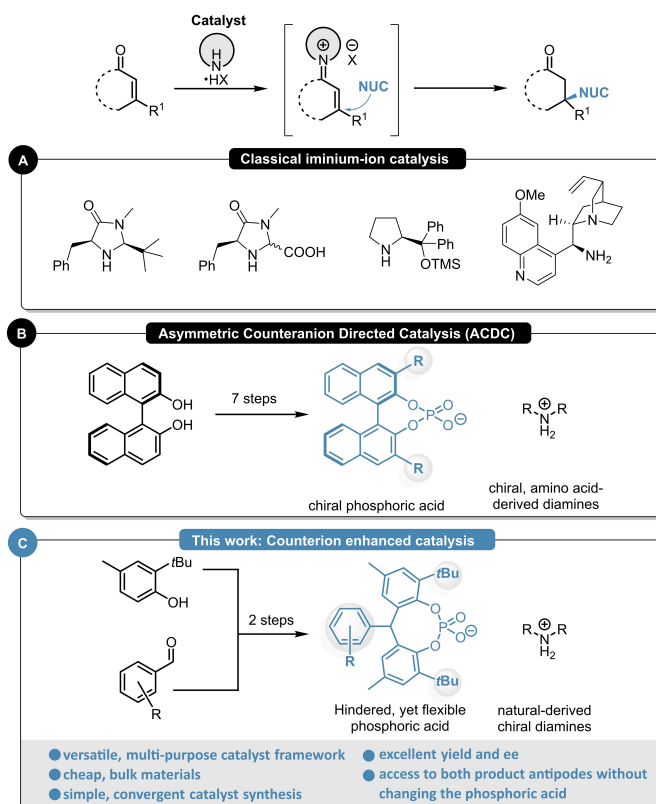 Catalyst
O
H
N
•HX
R¹
⊕
N
⊖
X
NUC
R¹
O
NUC
R¹
A
Classical iminium-ion catalysis
O
N
N
H
Ph
O
N
N
H
COOH
Ph
N
H
Ph
Ph
OTMS
OMe
H
N
N
NH₂
B
Asymmetric Counteranion Directed Catalysis (ACDC)
OH
OH
7 steps
R
O
O
P
O
O⊖
R
chiral phosphoric acid
⊕
R N R
H₂
chiral, amino acid-
derived diamines
C
This work: Counterion enhanced catalysis
tBu
OH
O
R
2 steps
tBu
O
O
P
O
O⊖
R
tBu
Hindered, yet flexible
phosphoric acid
⊕
R N R
H₂
natural-derived
chiral diamines
versatile, multi-purpose catalyst framework
cheap, bulk materials
simple, convergent catalyst synthesis
excellent yield and ee
access to both product antipodes without
changing the phosphoric acid